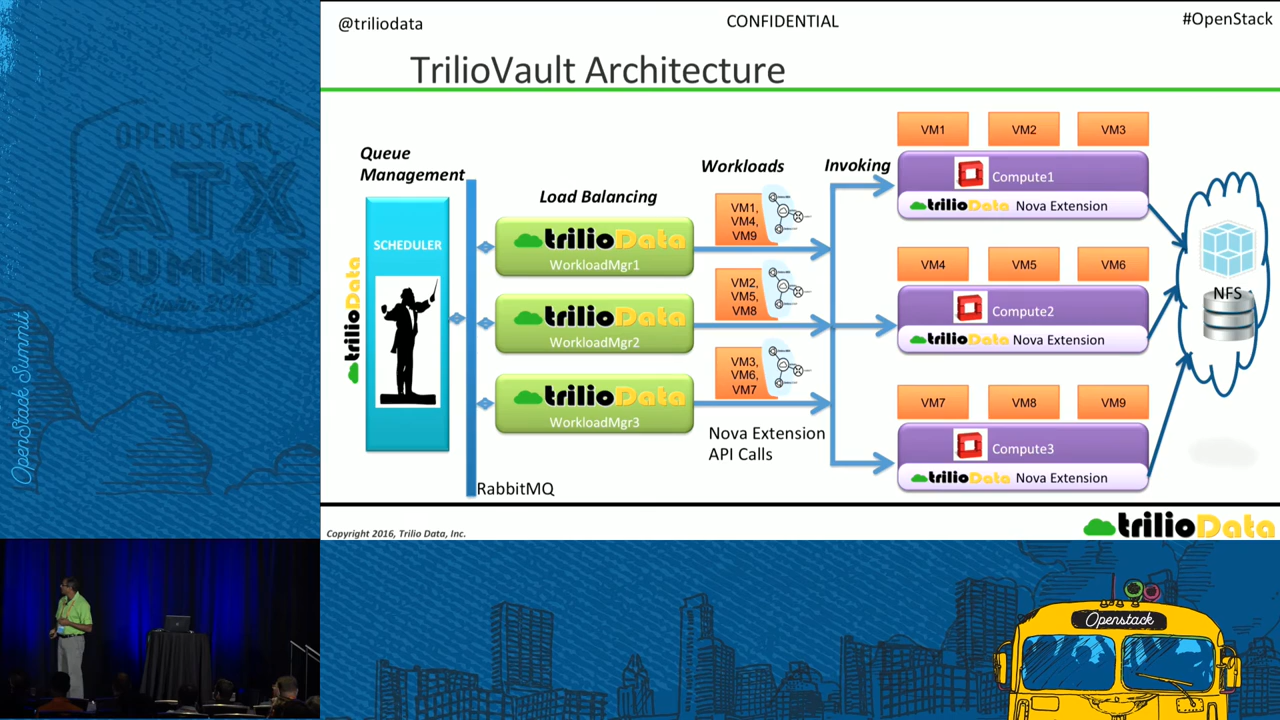 @triliodata
CONFIDENTIAL
#OpenStack
TrilioVault Architecture
Queue
Management
trilioData
SCHEDULER
RabbitMQ
Load Balancing
trilioData
WorkloadMgr1
trilioData
WorkloadMgr2
trilioData
WorkloadMgr3
Workloads
VM1,
VM4,
VM9
VM2,
VM5,
VM8
VM3,
VM6,
VM7
Nova Extension
API Calls
Invoking
VM1
VM2
VM3
Compute1
trilioData Nova Extension
VM4
VM5
VM6
Compute2
trilioData Nova Extension
VM7
VM8
VM9
Compute3
trilioData Nova Extension
NFS
Copyright 2016, Trilio Data, Inc.
trilioData
OPENSTACK
ATX
SUMMIT
OpenStack Summit
Openstack